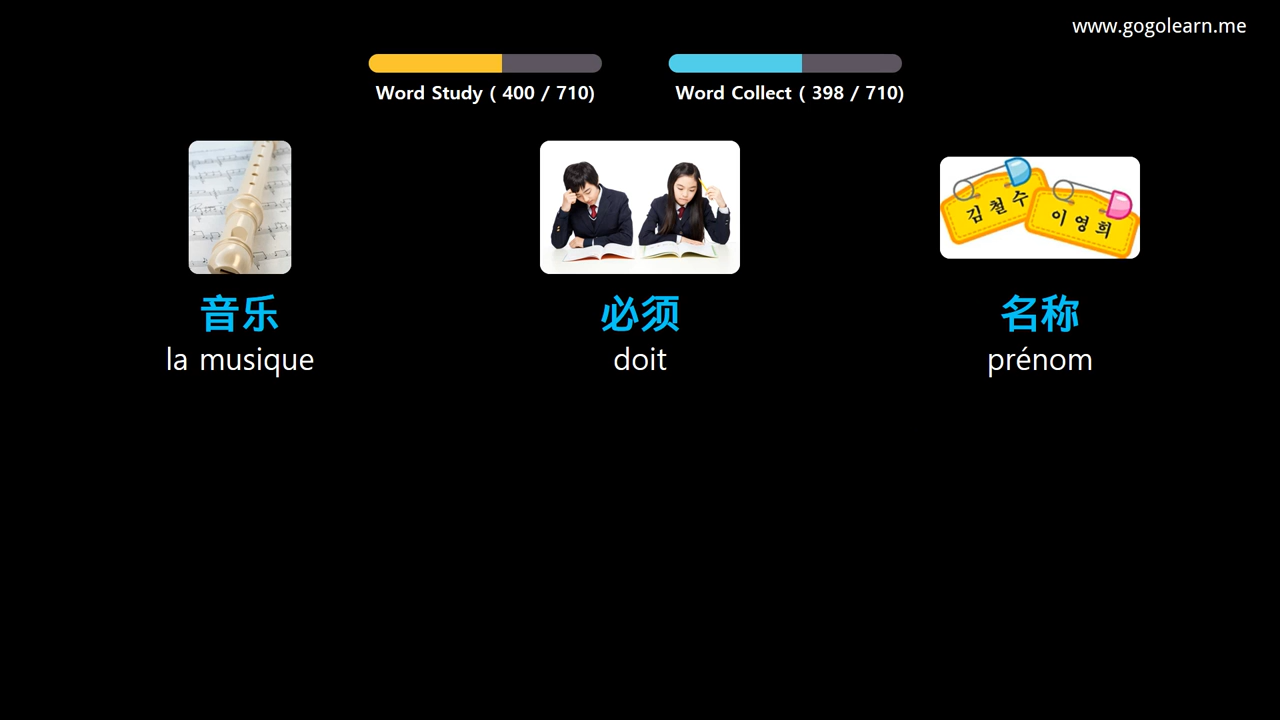 www.gogolearn.me
Word Study ( 400 / 710)
Word Collect ( 398 / 710)
김철수
이영희
音乐
必须
名称
la musique
doit
prénom